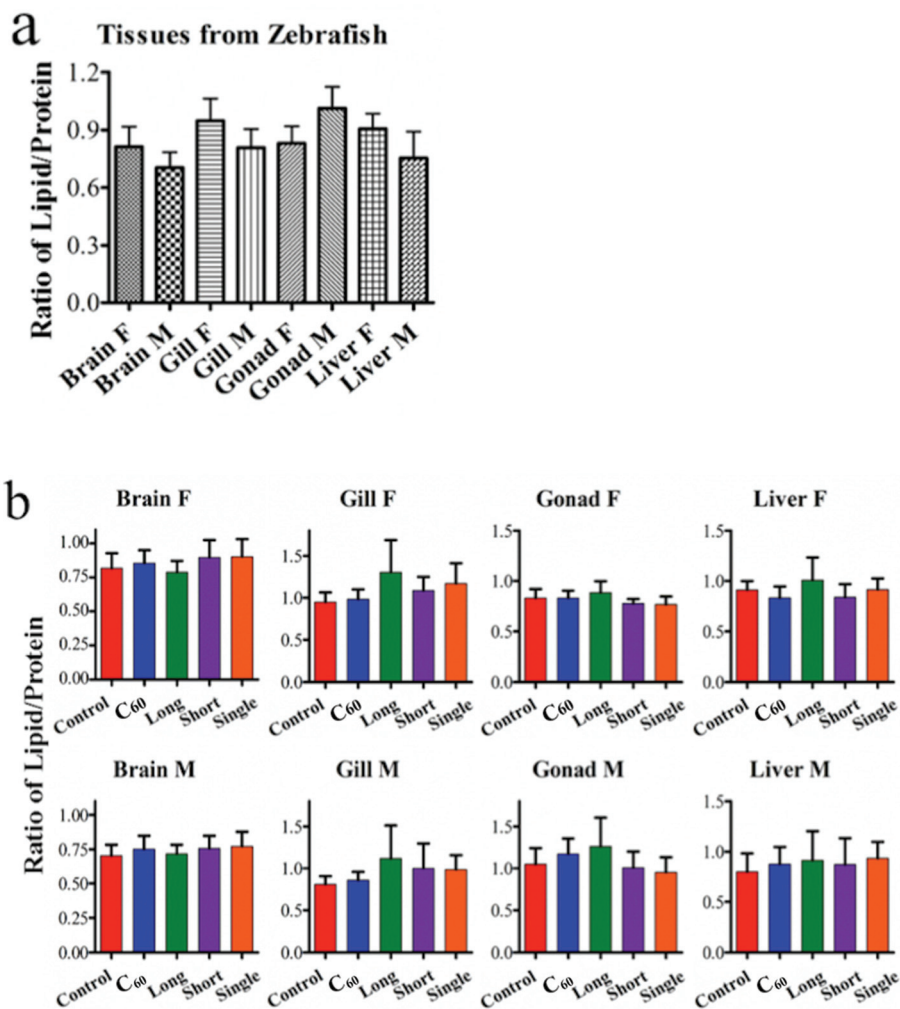 a
Tissues from Zebrafish
Ratio of Lipid/Protein
1.2
0.9
0.6
0.3
0.0
Brain F
Brain M
Gill F
Gill M
Gonad F
Gonad M
Liver F
Liver M
b
Ratio of Lipid/Protein
Brain F
1.00
0.75
0.50
0.25
0.00
Control
C60
Long
Short
Single
Gill F
1.5
1.0
0.5
0.0
Control
C60
Long
Short
Single
Gonad F
1.5
1.0
0.5
0.0
Control
C60
Long
Short
Single
Liver F
1.5
1.0
0.5
0.0
Control
C60
Long
Short
Single
Brain M
1.00
0.75
0.50
0.25
0.00
Control
C60
Long
Short
Single
Gill M
1.5
1.0
0.5
0.0
Control
C60
Long
Short
Single
Gonad M
1.5
1.0
0.5
0.0
Control
C60
Long
Short
Single
Liver M
1.5
1.0
0.5
0.0
Control
C60
Long
Short
Single